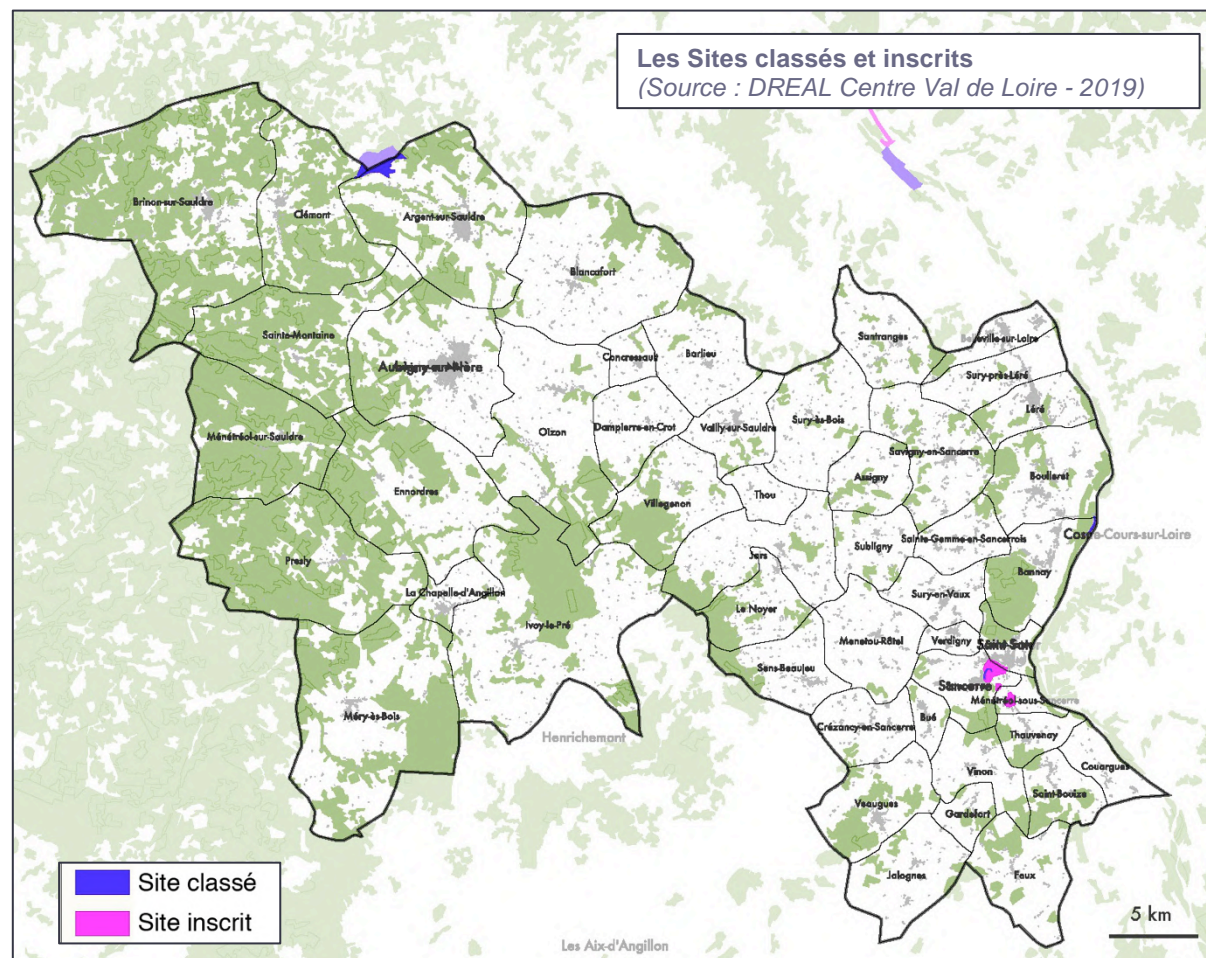 Les Sites classés et inscrits
(Source : DREAL Centre Val de Loire - 2019)
Brinon-sur-Sauldre
Clémont
Argent-sur-Sauldre
Blancafort
Sainte-Montaine
Concressault
Barlieu
Santranges
Belleville-sur-Loire
Sury-près-Léré
Léré
Ménétréol-sur-Sauldre
Oizon
Dampierre-en-Crot
Vailly-sur-Sauldre
Sury-ès-Bois
Savigny-en-Sancerre
Ennordres
Villegenon
Thou
Assigny
Boulleret
Presly
Jars
Subligny
Sainte-Gemme-en-Sancerrois
Cosne-Cours-sur-Loire
Bannay
La Chapelle-d'Angillon
Ivoy-le-Pré
Le Noyer
Sury-en-Vaux
Menetou-Râtel
Verdigny
Sens-Beaujeu
Sancerre
Ménétréol-sous-Sancerre
Méry-ès-Bois
Henrichemont
Crézancy-en-Sancerre
Bué
Thauvenay
Vinon
Couargues
Veaugues
Gardefort
Saint-Bouize
Jalognes
Feux
Site classé
Site inscrit
5 km
Les Aix-d'Angillon